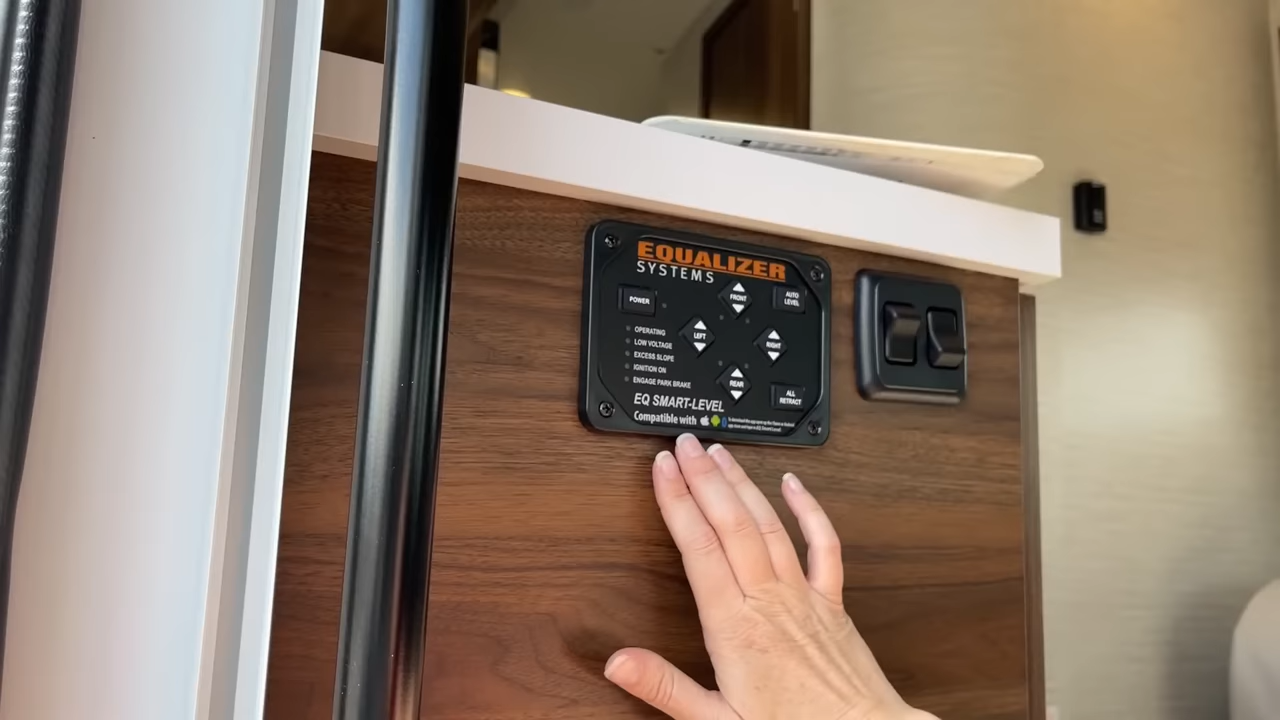 EQUALIZER
SYSTEMS
POWER
FRONT
AUTO
LEVEL
LEFT
RIGHT
OPERATING
LOW VOLTAGE
EXCESS SLOPE
IGNITION ON
ENGAGE PARK BRAKE
REAR
ALL
RETRACT
EQ SMART-LEVEL
Compatible with